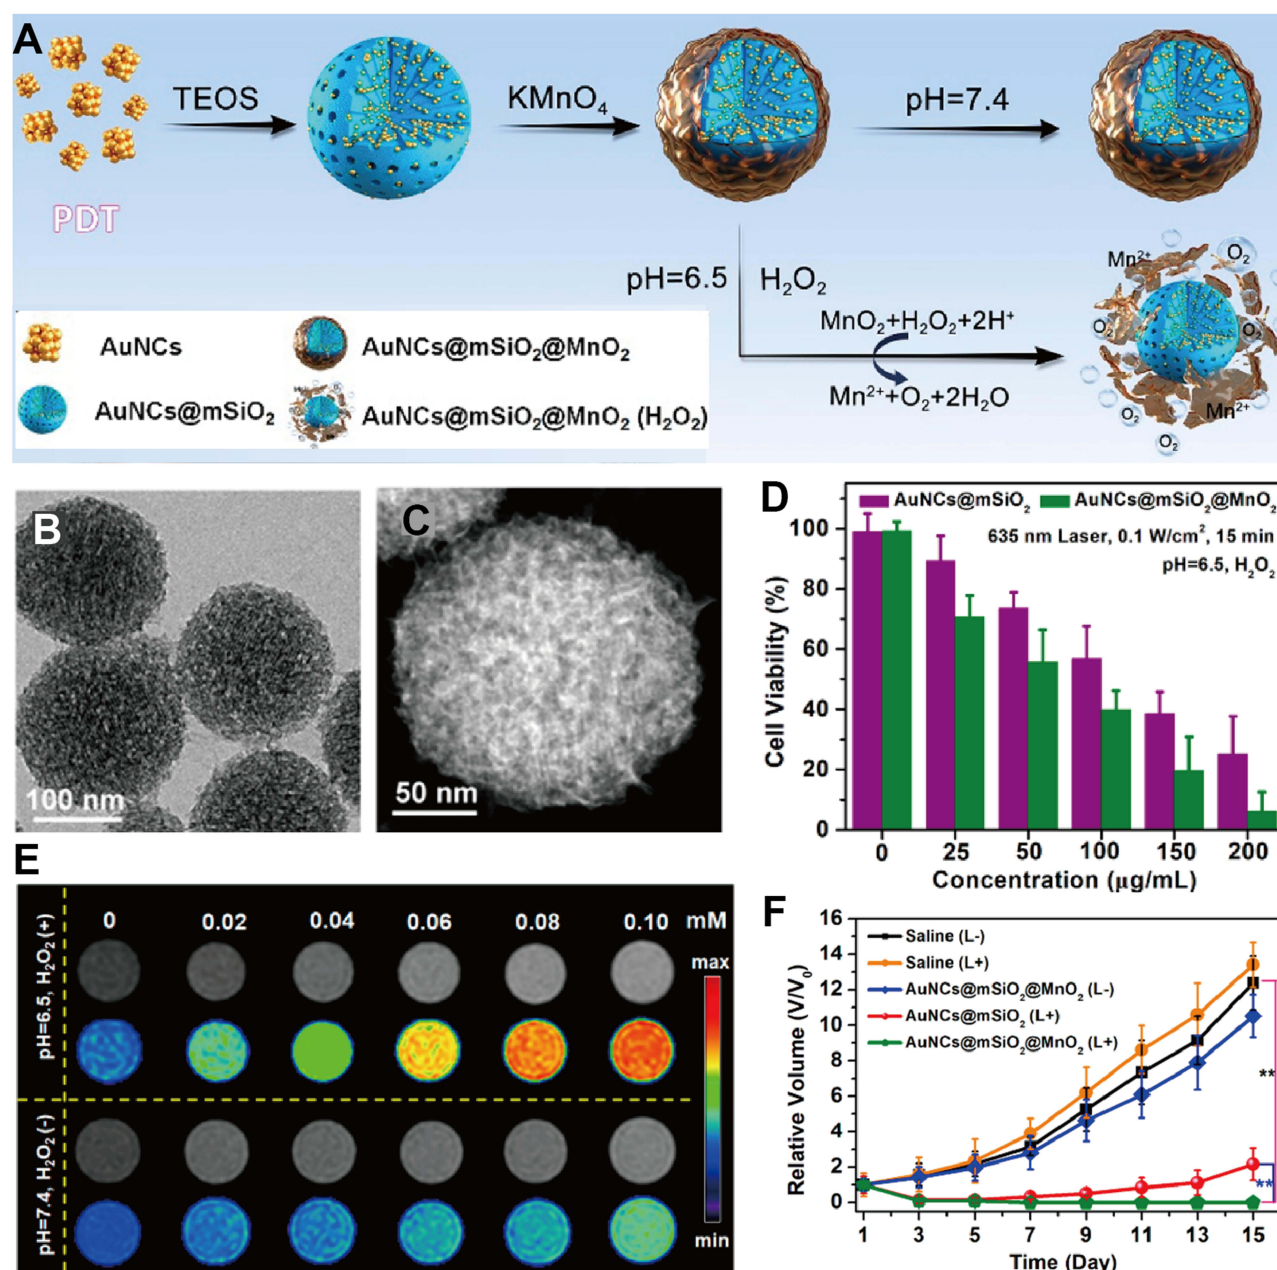 A
TEOS
KMnO₄
pH=7.4
PDT
pH=6.5
H₂O₂
MnO₂+H₂O₂+2H⁺
Mn²⁺+O₂+2H₂O
Mn²⁺
O₂
O₂
O₂
O₂
Mn²⁺
O₂
AuNCs
AuNCs@mSiO₂@MnO₂
AuNCs@mSiO₂
AuNCs@mSiO₂@MnO₂ (H₂O₂)
B
100 nm
C
50 nm
D
AuNCs@mSiO₂
AuNCs@mSiO₂@MnO₂
635 nm Laser, 0.1 W/cm², 15 min
pH=6.5, H₂O₂
Cell Viability (%)
100
80
60
40
20
0
0 25 50 100 150 200
Concentration (μg/mL)
E
0 0.02 0.04 0.06 0.08 0.10 mM
pH=6.5, H₂O₂ (+)
pH=7.4, H₂O₂ (-)
max
min
F
Saline (L-)
Saline (L+)
AuNCs@mSiO₂@MnO₂ (L-)
AuNCs@mSiO₂ (L+)
AuNCs@mSiO₂@MnO₂ (L+)
Relative Volume (V/V₀)
16
14
12
10
8
6
4
2
0
**
**
1 3 5 7 9 11 13 15
Time (Day)